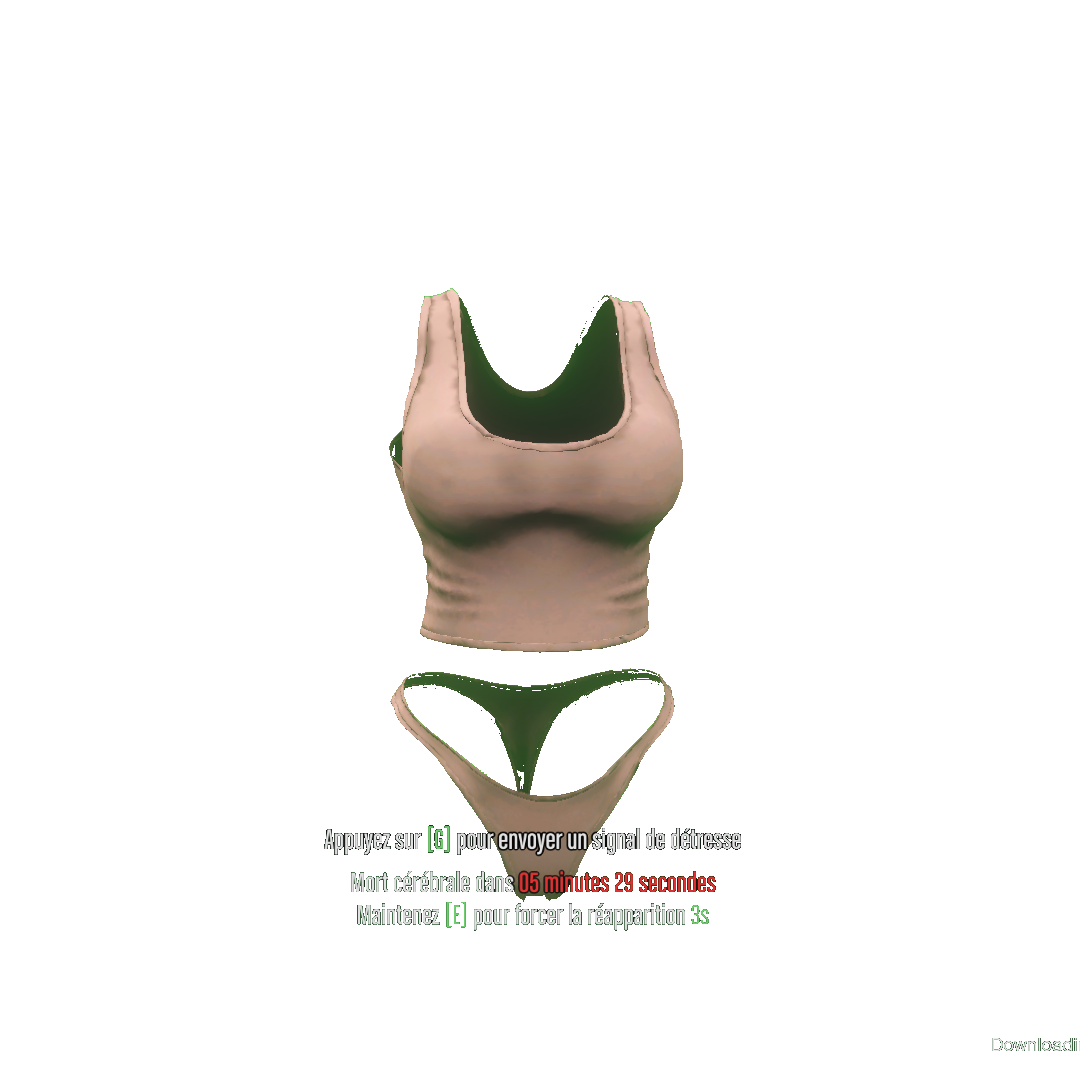 Appuyez sur [G] pour envoyer un signal de détresse
Mort cérébrale dans 05 minutes 29 secondes
Maintenez [E] pour forcer la réapparition 3s
Downloadi